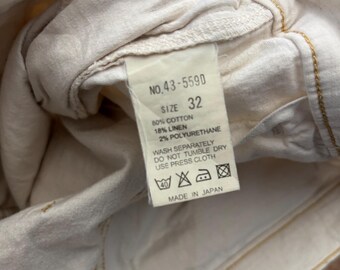 NO. 43-559D
SIZE 32
80% COTTON
18% LINEN
2% POLYURETHANE
WASH SEPARATELY
DO NOT TUMBLE DRY
USE PRESS CLOTH
MADE IN JAPAN